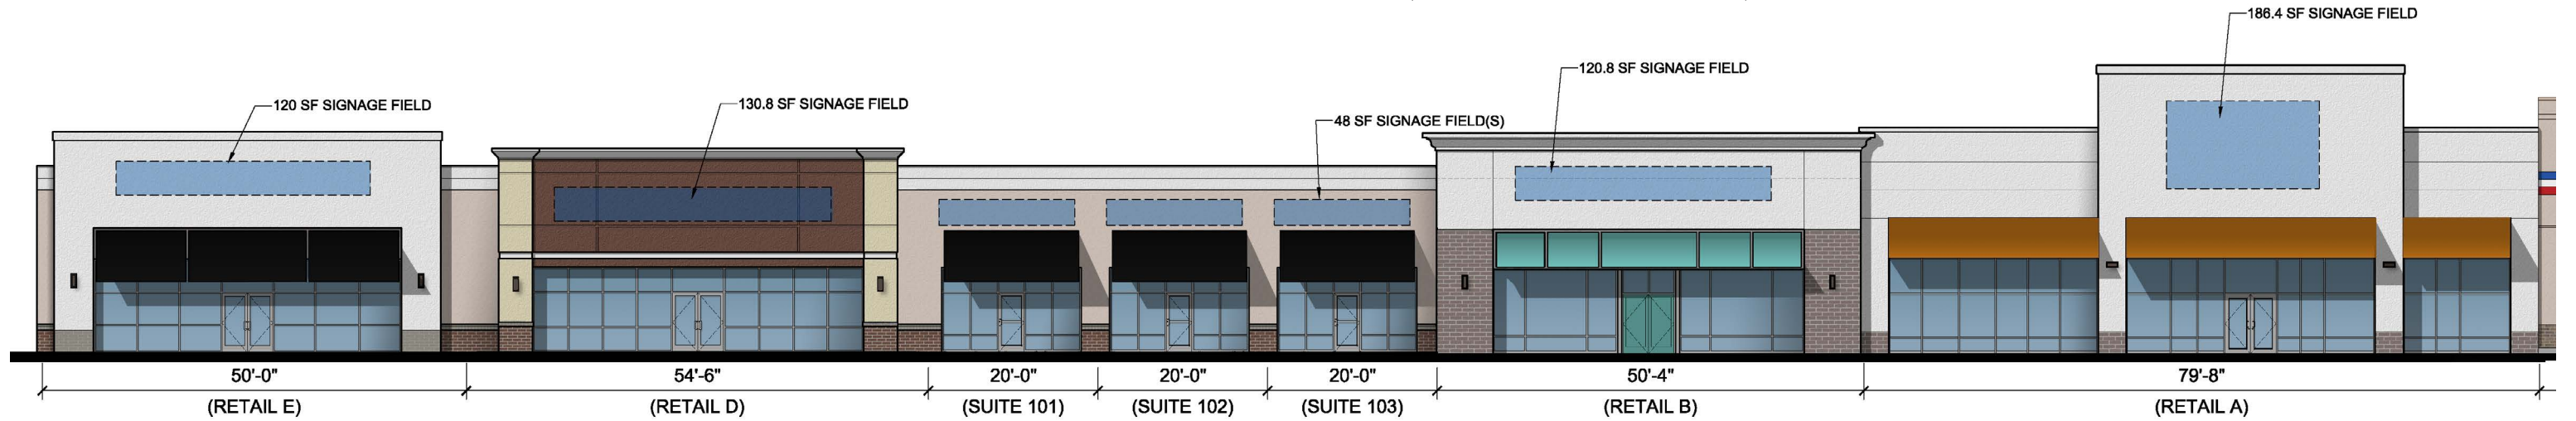 186.4 SF SIGNAGE FIELD
120.8 SF SIGNAGE FIELD
120 SF SIGNAGE FIELD
130.8 SF SIGNAGE FIELD
48 SF SIGNAGE FIELD(S)
50'-0"
54'-6"
20'-0"
20'-0"
20'-0"
50'-4"
79'-8"
(RETAIL E)
(RETAIL D)
(SUITE 101)
(SUITE 102)
(SUITE 103)
(RETAIL B)
(RETAIL A)